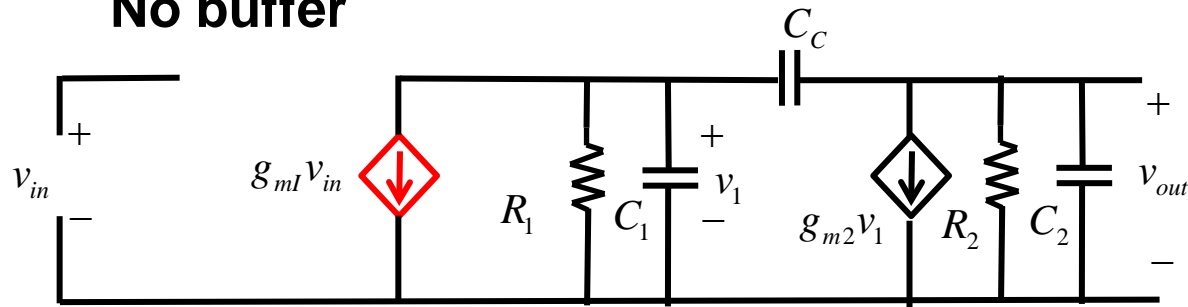 No buffer
C_C
+
v_in
−
g_mI v_in
R_1
C_1
+
v_1
−
g_m2 v_1
R_2
C_2
+
v_out
−